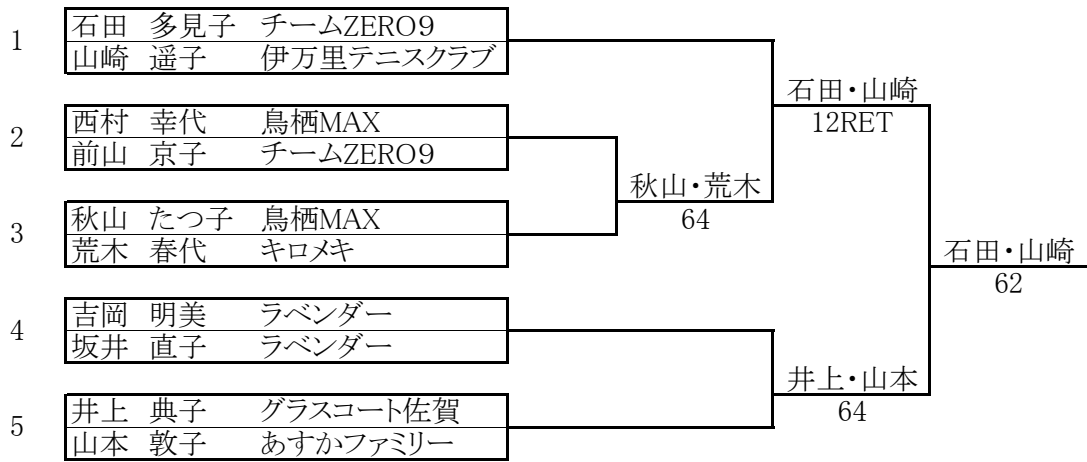 1
石田 多見子 チームZERO9
山崎 遥子 伊万里テニスクラブ
石田・山崎
12RET
2
西村 幸代 鳥栖MAX
前山 京子 チームZERO9
秋山・荒木
64
3
秋山 たつ子 鳥栖MAX
荒木 春代 キロメキ
石田・山崎
62
4
吉岡 明美 ラベンダー
坂井 直子 ラベンダー
井上・山本
64
5
井上 典子 グラスコート佐賀
山本 敦子 あすかファミリー